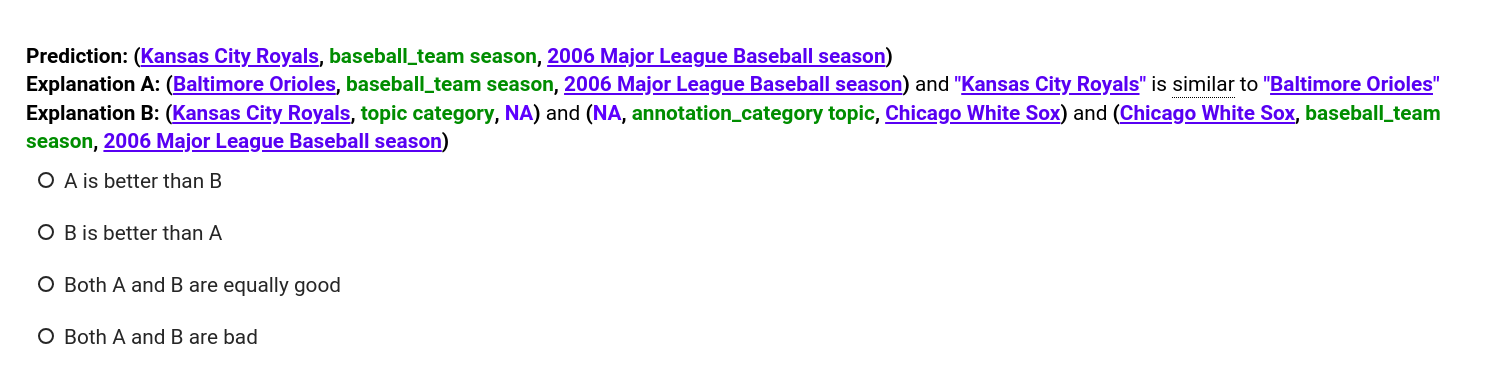 Prediction: (Kansas City Royals, baseball_team season, 2006 Major League Baseball season)
Explanation A: (Baltimore Orioles, baseball_team season, 2006 Major League Baseball season) and "Kansas City Royals" is similar to "Baltimore Orioles"
Explanation B: (Kansas City Royals, topic category, NA) and (NA, annotation_category topic, Chicago White Sox) and (Chicago White Sox, baseball_team
season, 2006 Major League Baseball season)
A is better than B
B is better than A
Both A and B are equally good
Both A and B are bad